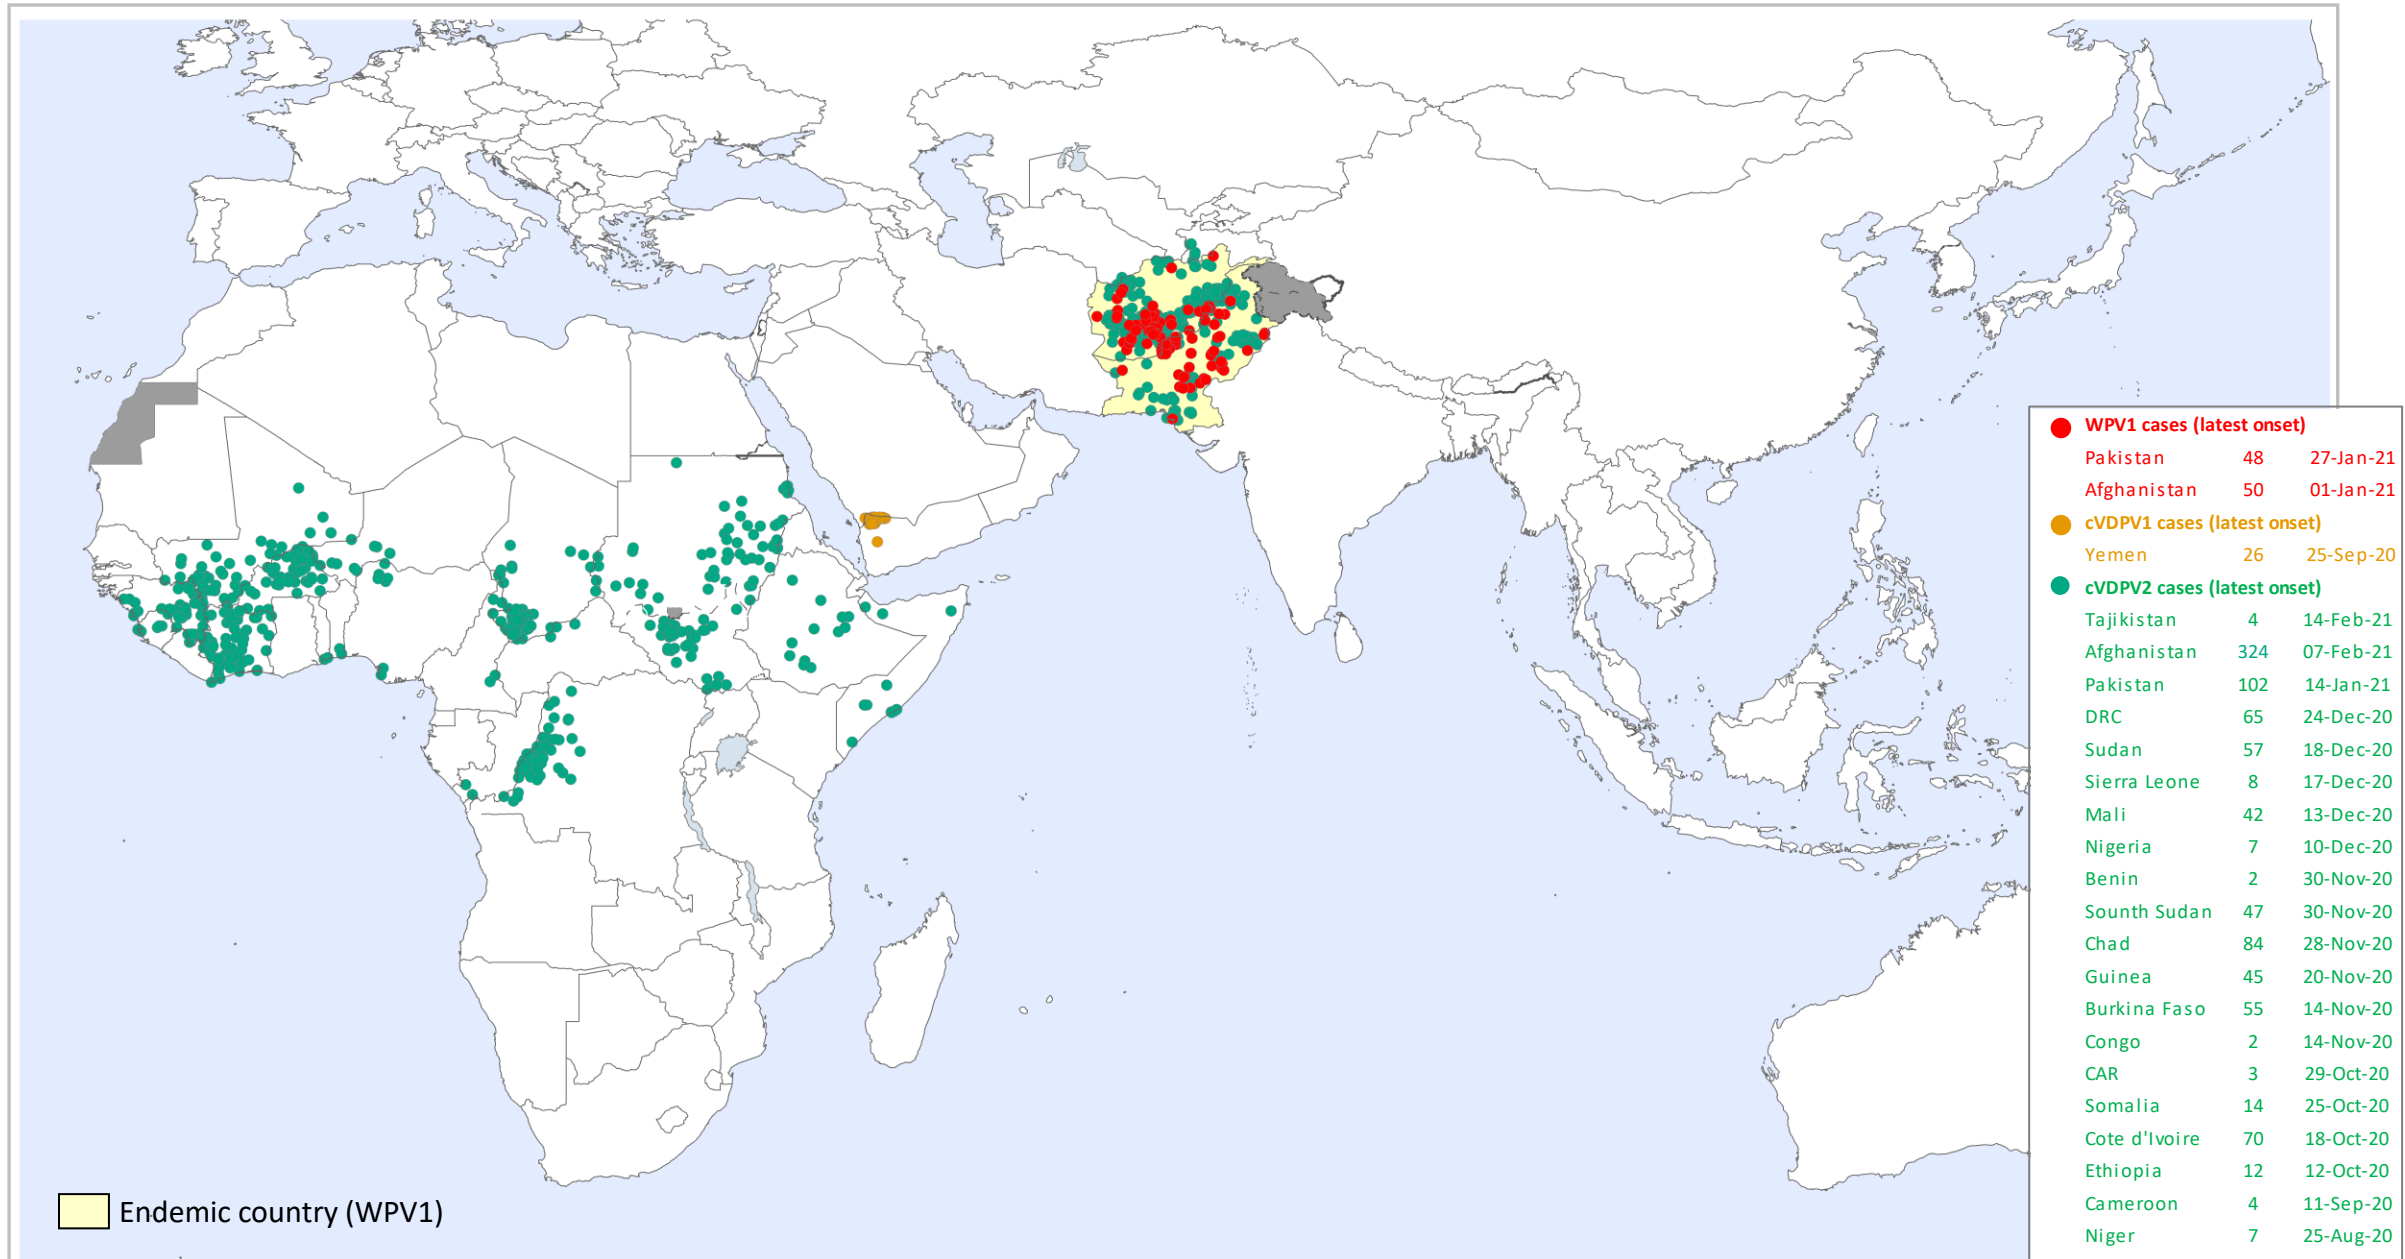 WPV1 cases (latest onset)
Pakistan 48 27-Jan-21
Afghanistan 50 01-Jan-21
cVDPV1 cases (latest onset)
Yemen 26 25-Sep-20
cVDPV2 cases (latest onset)
Tajikistan 4 14-Feb-21
Afghanistan 324 07-Feb-21
Pakistan 102 14-Jan-21
DRC 65 24-Dec-20
Sudan 57 18-Dec-20
Sierra Leone 8 17-Dec-20
Mali 42 13-Dec-20
Nigeria 7 10-Dec-20
Benin 2 30-Nov-20
Sounth Sudan 47 30-Nov-20
Chad 84 28-Nov-20
Guinea 45 20-Nov-20
Burkina Faso 55 14-Nov-20
Congo 2 14-Nov-20
CAR 3 29-Oct-20
Somalia 14 25-Oct-20
Cote d'Ivoire 70 18-Oct-20
Ethiopia 12 12-Oct-20
Cameroon 4 11-Sep-20
Niger 7 25-Aug-20
Endemic country (WPV1)